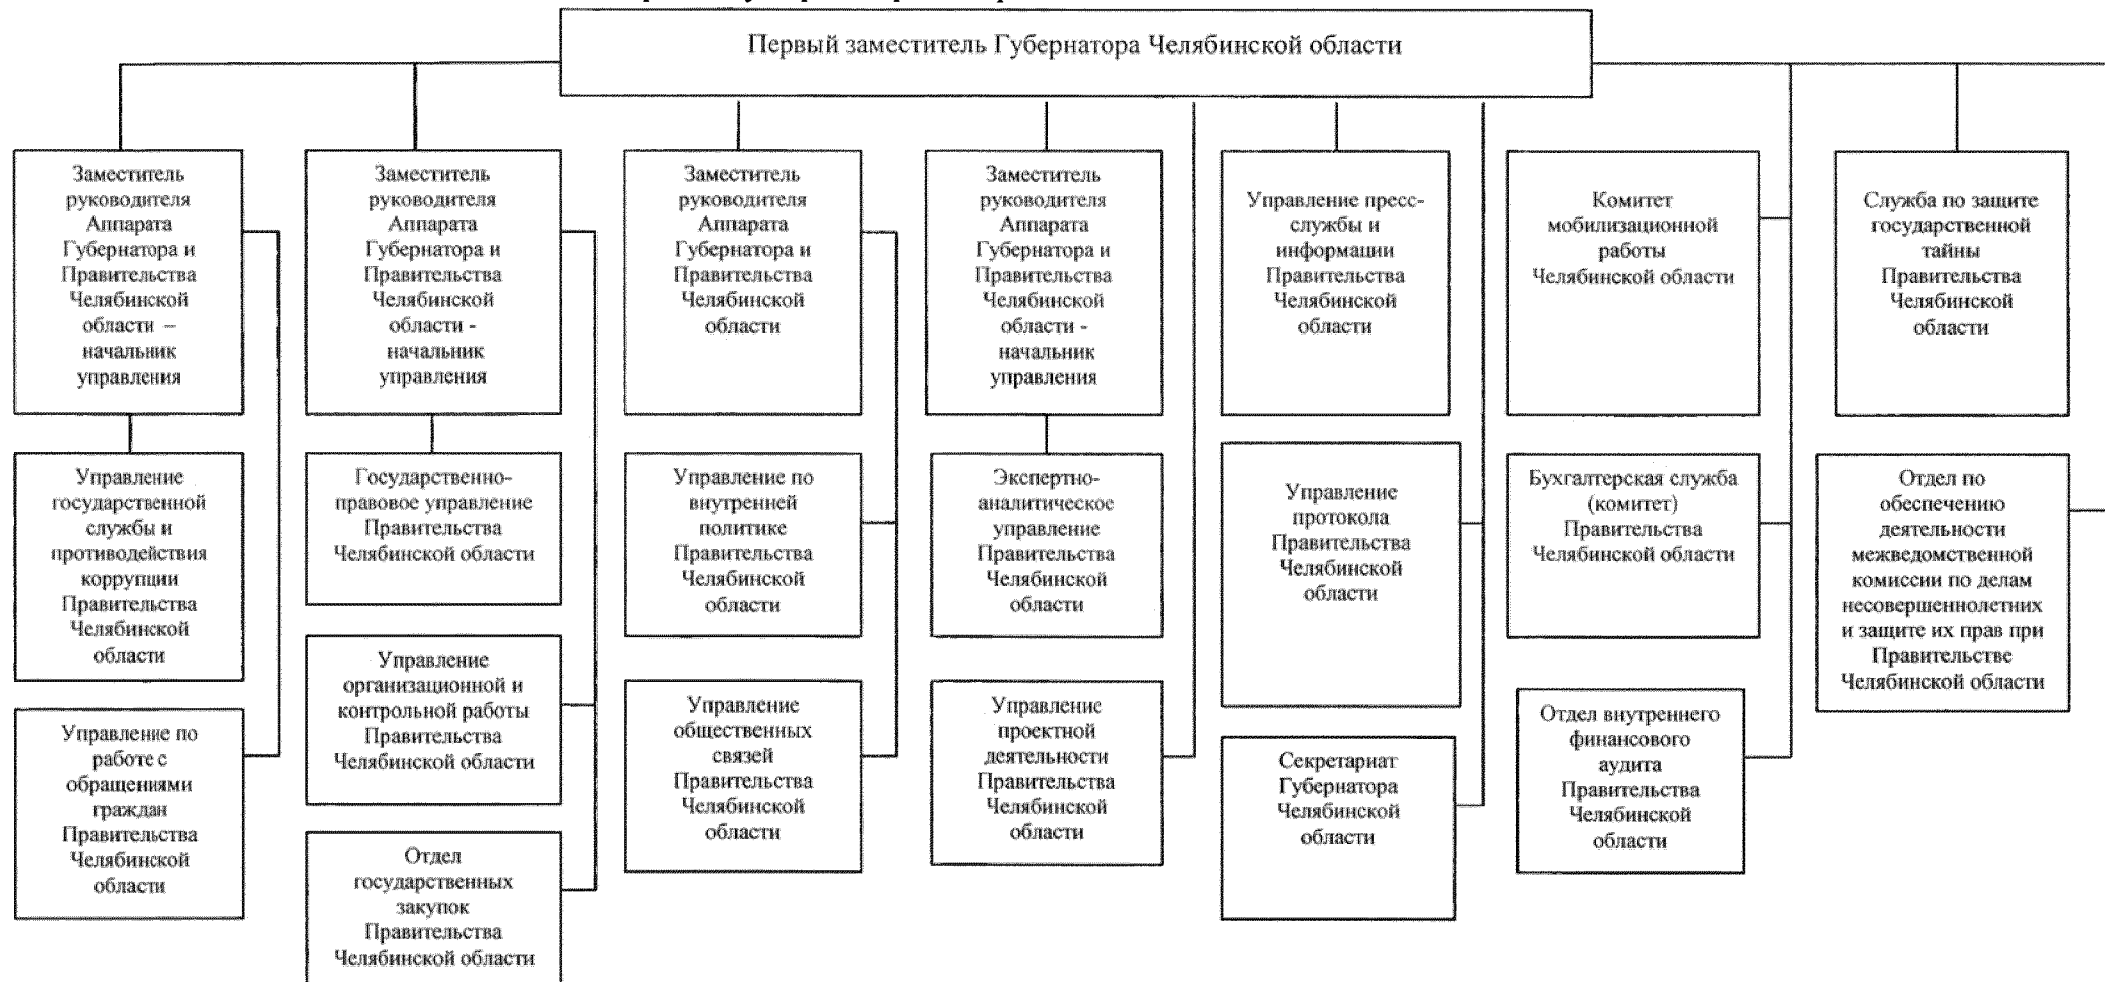 Первый заместитель Губернатора Челябинской области
Заместитель
руководителя
Аппарата
Губернатора и
Правительства
Челябинской
области –
начальник
управления
Заместитель
руководителя
Аппарата
Губернатора и
Правительства
Челябинской
области -
начальник
управления
Заместитель
руководителя
Аппарата
Губернатора и
Правительства
Челябинской
области
Заместитель
руководителя
Аппарата
Губернатора и
Правительства
Челябинской
области -
начальник
управления
Управление пресс-
службы и
информации
Правительства
Челябинской
области
Комитет
мобилизационной
работы
Челябинской области
Служба по защите
государственной
тайны
Правительства
Челябинской
области
Управление
государственной
службы и
противодействия
коррупции
Правительства
Челябинской
области
Государственно-
правовое управление
Правительства
Челябинской области
Управление по
внутренней
политике
Правительства
Челябинской
области
Экспертно-
аналитическое
управление
Правительства
Челябинской
области
Управление
протокола
Правительства
Челябинской
области
Бухгалтерская служба
(комитет)
Правительства
Челябинской области
Отдел по
обеспечению
деятельности
межведомственной
комиссии по делам
несовершеннолетних
и защите их прав при
Правительстве
Челябинской области
Управление по
работе с
обращениями
граждан
Правительства
Челябинской
области
Управление
организационной и
контрольной работы
Правительства
Челябинской области
Управление
общественных
связей
Правительства
Челябинской
области
Управление
проектной
деятельности
Правительства
Челябинской
области
Секретариат
Губернатора
Челябинской
области
Отдел внутреннего
финансового
аудита
Правительства
Челябинской
области
Отдел
государственных
закупок
Правительства
Челябинской области